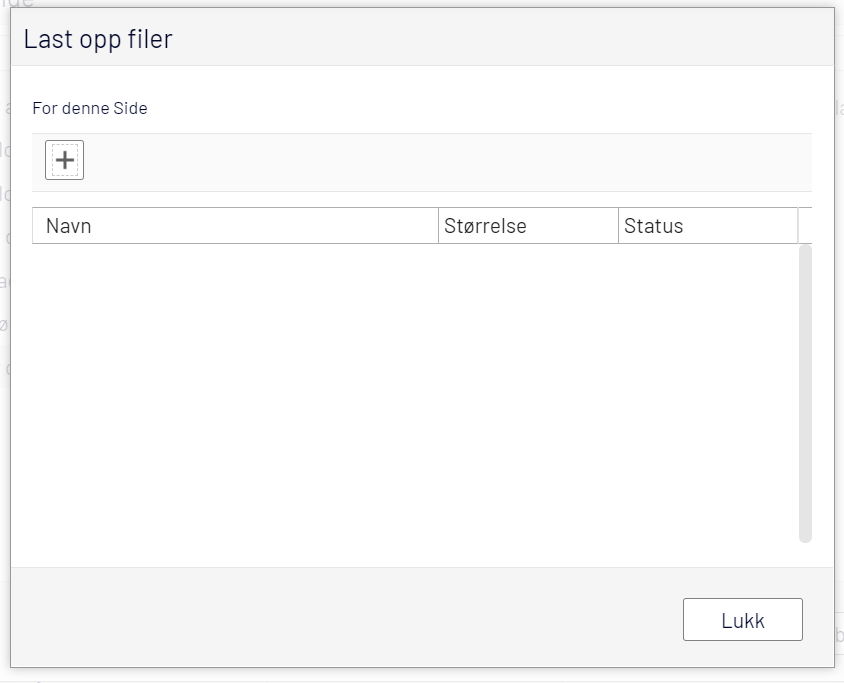 Last opp filer
For denne Side
Navn Størrelse Status
Lukk